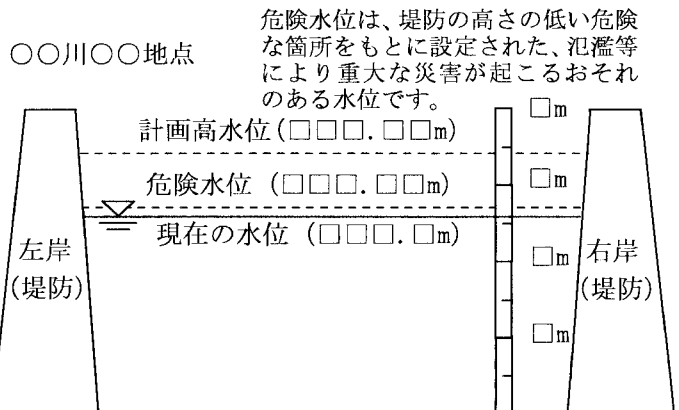 ○○川○○地点
危険水位は、堤防の高さの低い危険
な箇所をもとに設定された、氾濫等
により重大な災害が起こるおそれ
のある水位です。
□m
計画高水位(□□□.□□m)
危険水位 (□□□.□□m)
□m
現在の水位 (□□□.□m)
左岸
(堤防)
□m
右岸
(堤防)
□m